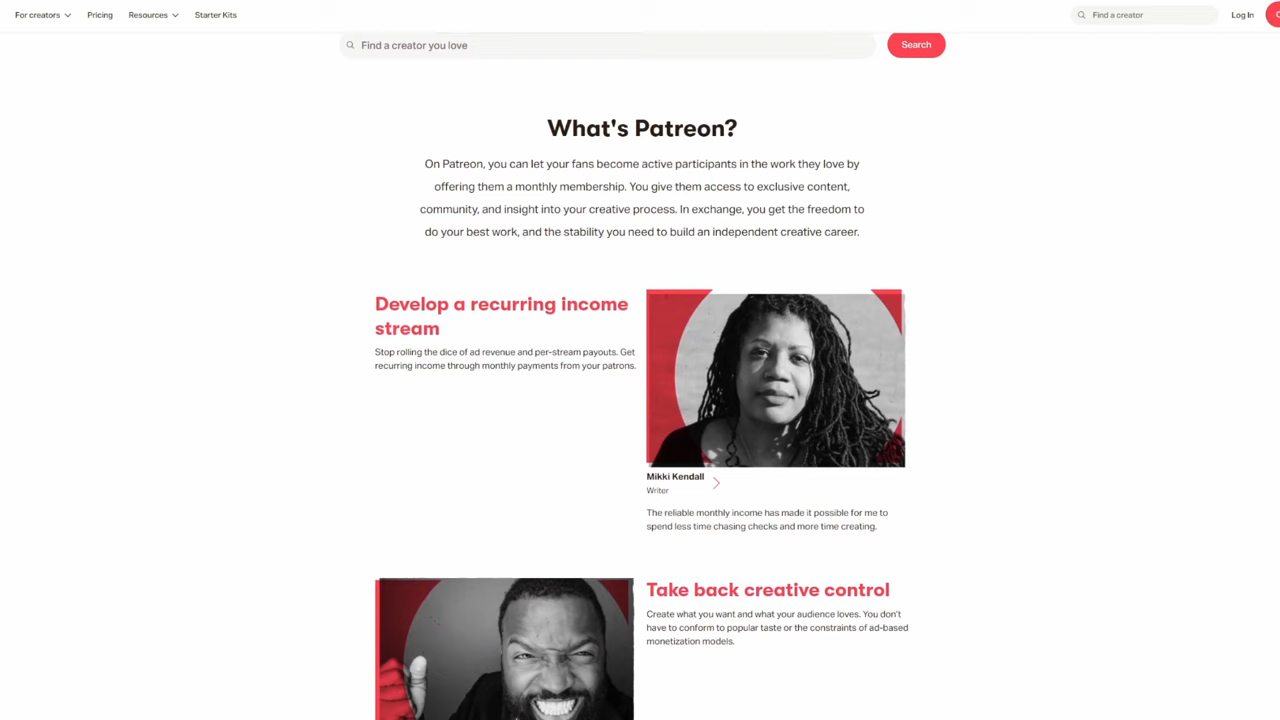 For creators Pricing Resources Starter Kits Find a creator Log In
Find a creator you love Search
What's Patreon?
On Patreon, you can let your fans become active participants in the work they love by
offering them a monthly membership. You give them access to exclusive content,
community, and insight into your creative process. In exchange, you get the freedom to
do your best work, and the stability you need to build an independent creative career.
Develop a recurring income
stream
Stop rolling the dice of ad revenue and per-stream payouts. Get
recurring income through monthly payments from your patrons.
Mikki Kendall
Writer
The reliable monthly income has made it possible for me to
spend less time chasing checks and more time creating.
Take back creative control
Create what you want and what your audience loves. You don't
have to conform to popular taste or the constraints of ad-based
monetization models.